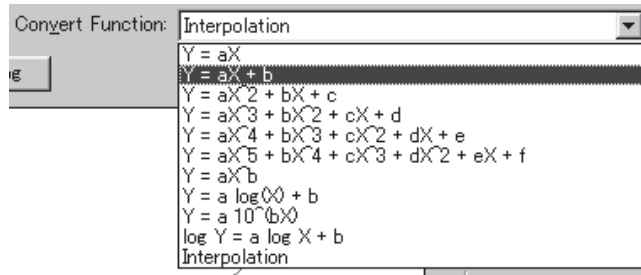 Convert Function: Interpolation
Y = aX
Y = aX + b
Y = aX^2 + bX + c
Y = aX^3 + bX^2 + cX + d
Y = aX^4 + bX^3 + cX^2 + dX + e
Y = aX^5 + bX^4 + cX^3 + dX^2 + eX + f
Y = aX^b
Y = a log(X) + b
Y = a 10^(bX)
log Y = a log X + b
Interpolation